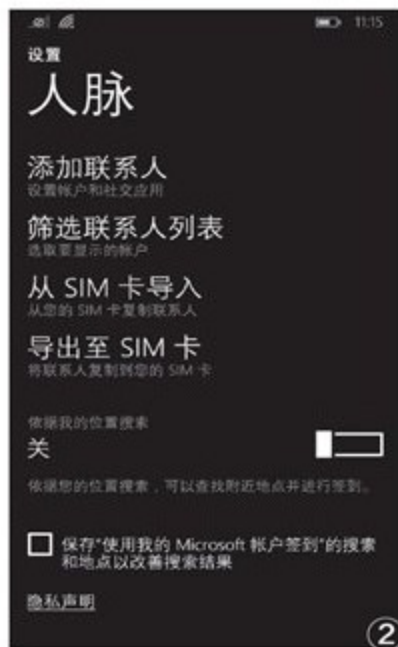 11:15
设置
人脉
添加联系人
设置帐户和社交应用
筛选联系人列表
选取要显示的帐户
从 SIM 卡导入
从您的 SIM 卡复制联系人
导出至 SIM 卡
将联系人复制到您的 SIM 卡
依据我的位置搜索
关
依据您的位置搜索，可以查找附近地点并进行签到。
保存“使用我的 Microsoft 帐户签到”的搜索
和地点以改善搜索结果
隐私声明
②